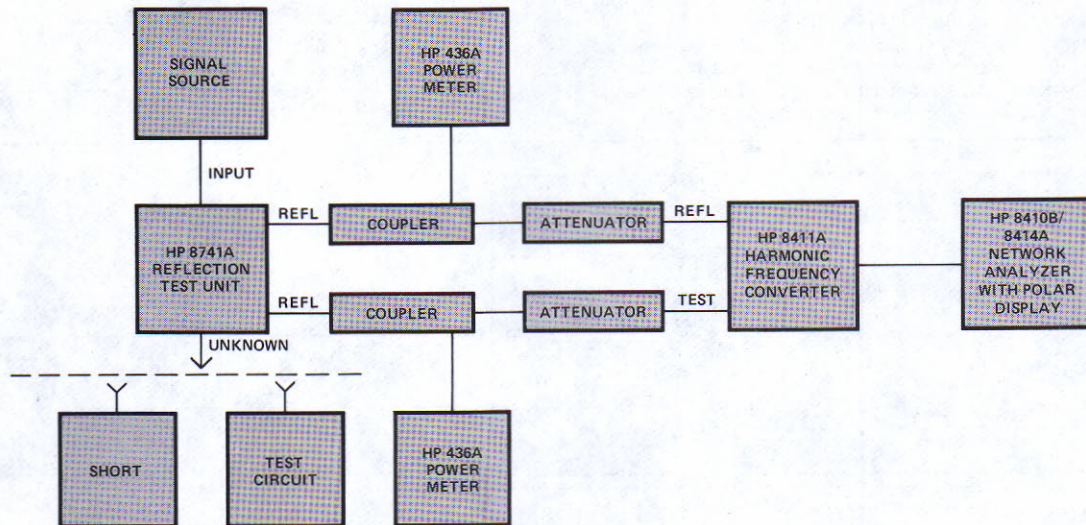 SIGNAL
SOURCE
HP 436A
POWER
METER
INPUT
HP 8741A
REFLECTION
TEST UNIT
REFL
COUPLER
ATTENUATOR
REFL
HP 8411A
HARMONIC
FREQUENCY
CONVERTER
HP 8410B/
8414A
NETWORK
ANALYZER
WITH POLAR
DISPLAY
REFL
COUPLER
ATTENUATOR
TEST
UNKNOWN
SHORT
TEST
CIRCUIT
HP 436A
POWER
METER